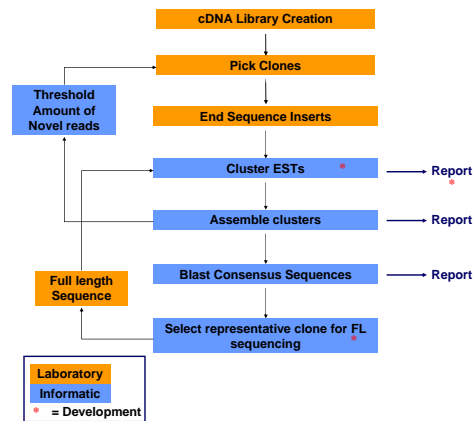 cDNA Library Creation
Pick Clones
Threshold
Amount of
Novel reads
End Sequence Inserts
Cluster ESTs *
Report
*
Assemble clusters
Report
Blast Consensus Sequences
Report
Full length
Sequence
Select representative clone for FL
sequencing *
Laboratory
Informatic
* = Development